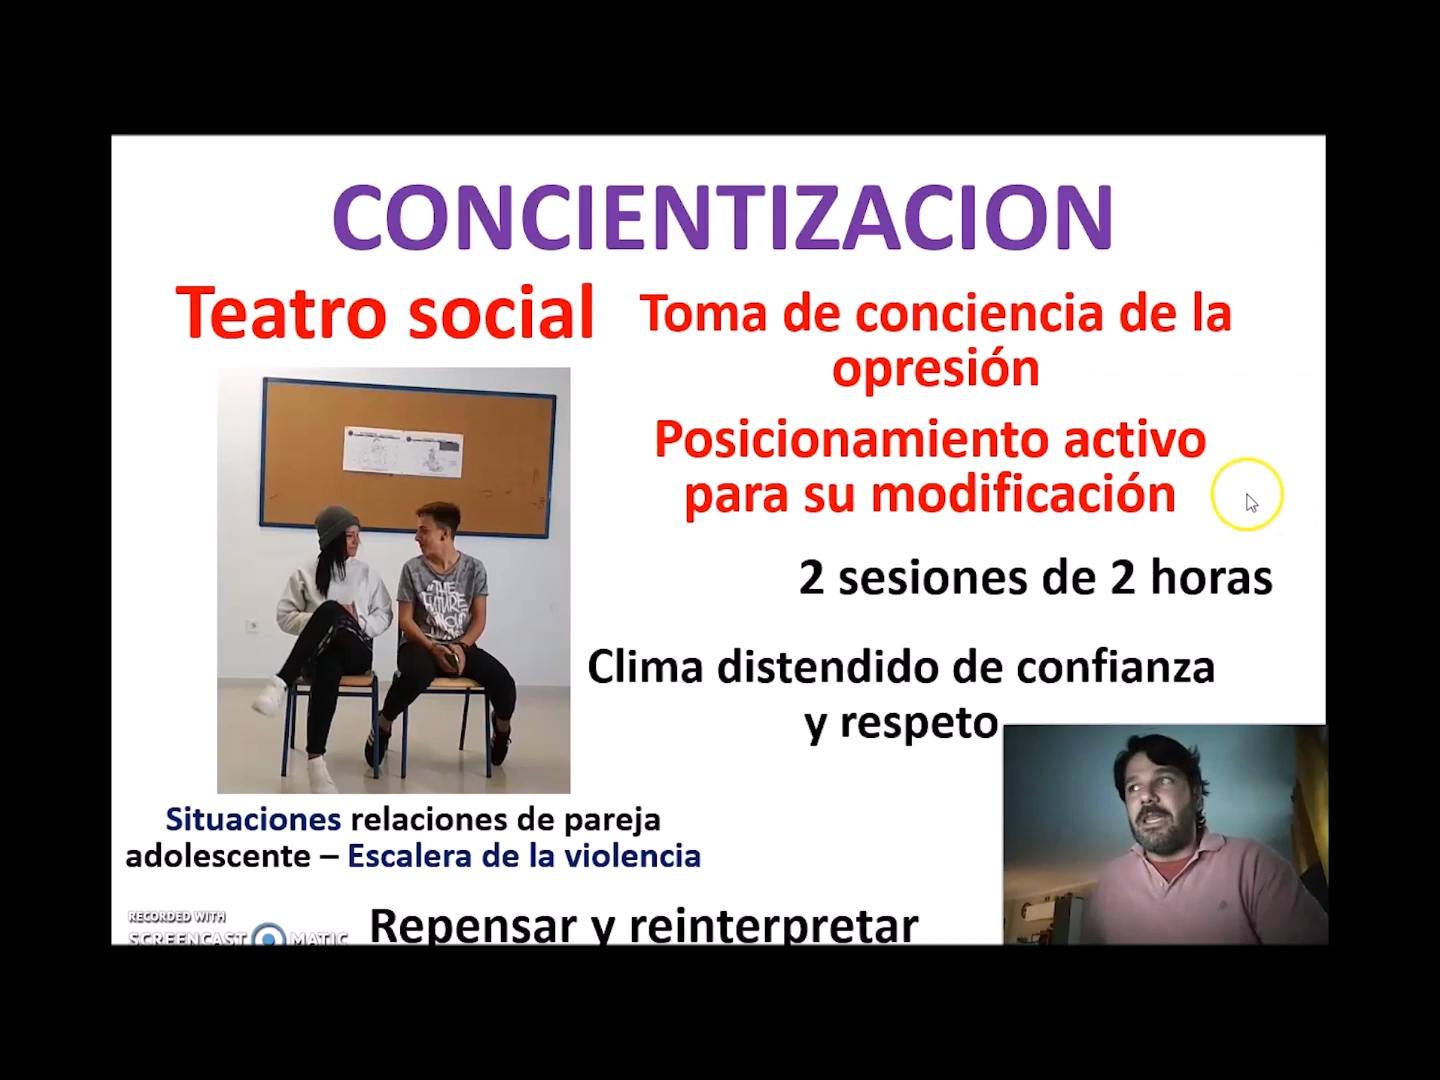 CONCIENTIZACION
Teatro social
Toma de conciencia de la
opresión
Posicionamiento activo
para su modificación
2 sesiones de 2 horas
Clima distendido de confianza
y respeto
"THE
FUTURE
Situaciones relaciones de pareja
adolescente – Escalera de la violencia
Repensar y reinterpretar
RECORDED WITH
SCREENCAST MATIC